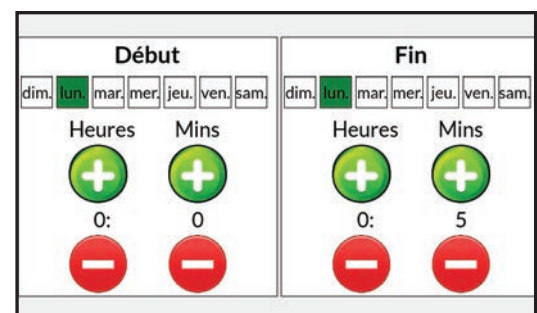 Début
dim. lun. mar. mer. jeu. ven. sam.
Heures Mins
0: 0
Fin
dim. lun. mar. mer. jeu. ven. sam.
Heures Mins
0: 5